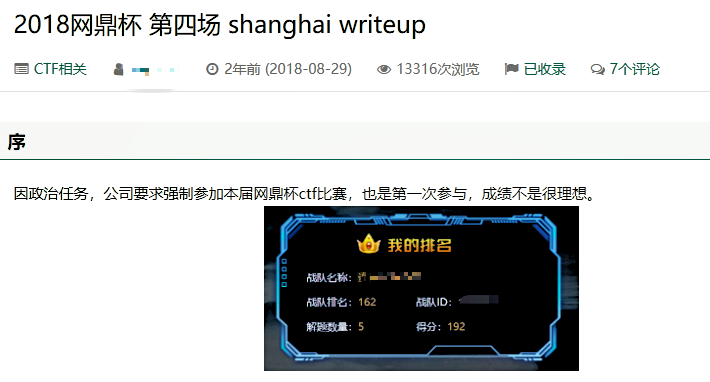 2018网鼎杯 第四场 shanghai writeup
CTF相关 2年前 (2018-08-29) 13316次浏览 已收录 7个评论
序
因政治任务，公司要求强制参加本届网鼎杯ctf比赛，也是第一次参与，成绩不是很理想。
我的排名
战队名称：
战队排名：162 战队ID：
解题数量：5 得分：192